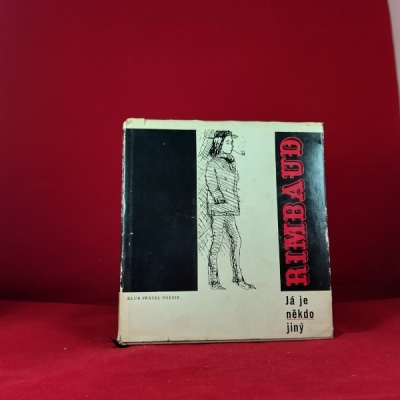 RIMBAUD
Já je
někdo
jiný
KLUB PŘÁTEL POEZIE